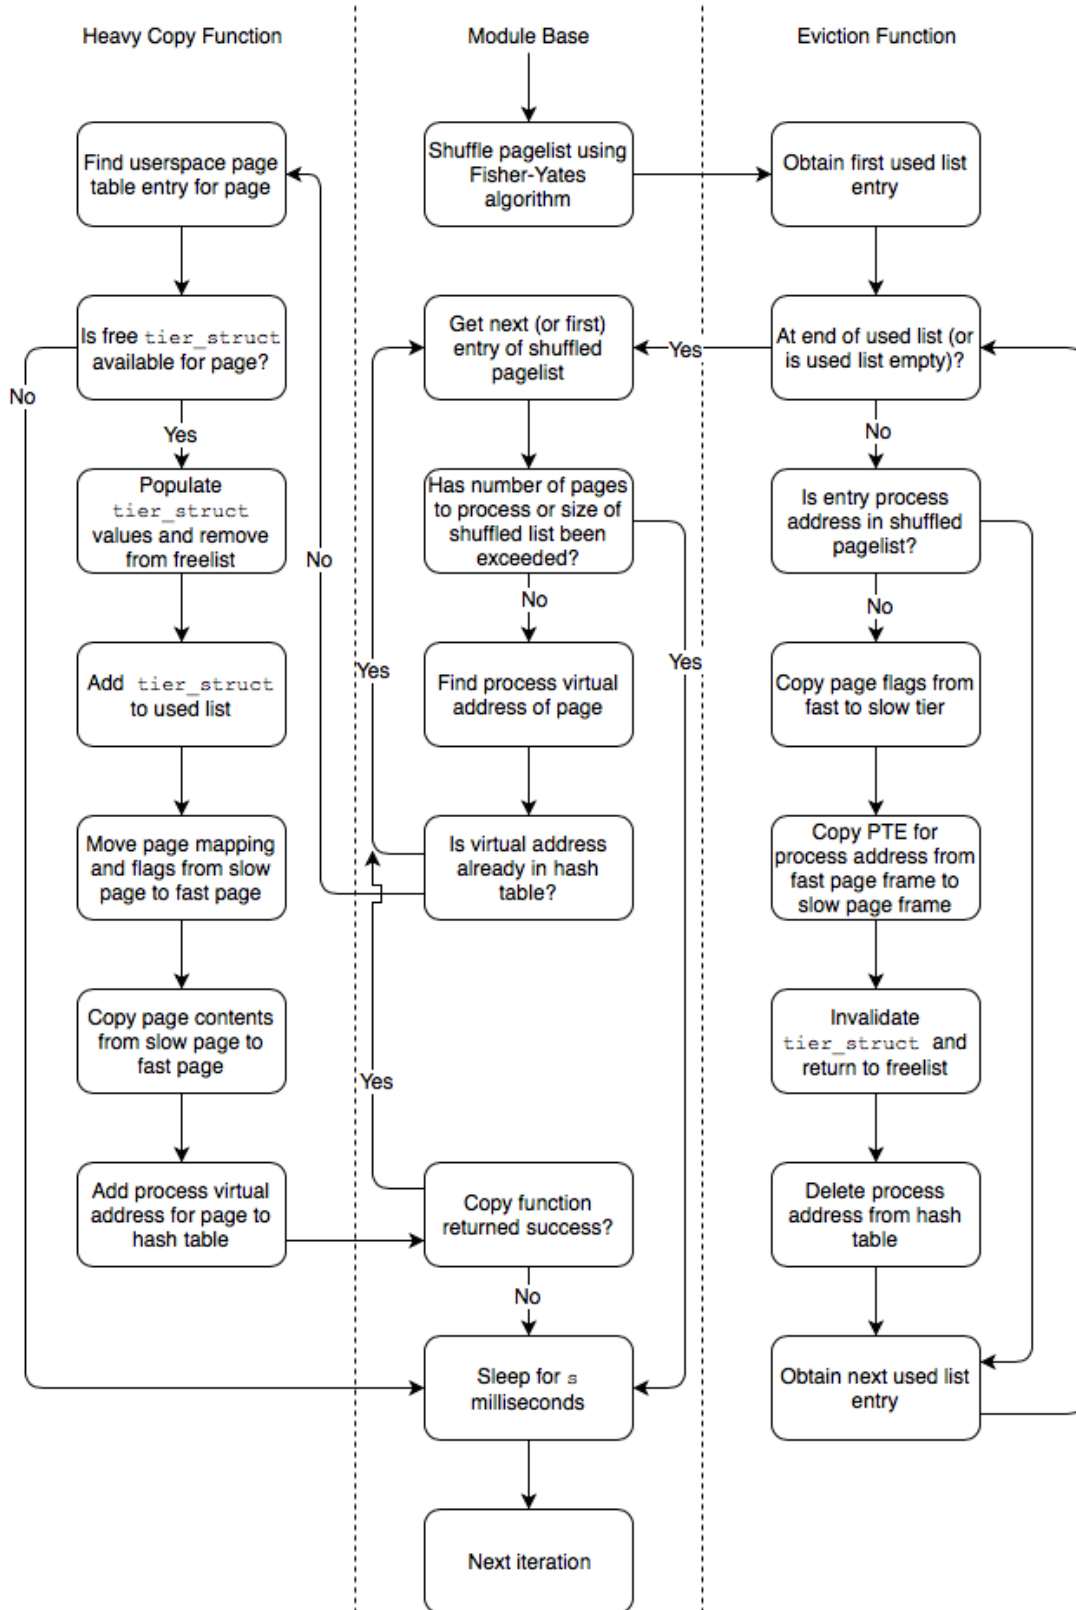 Heavy Copy Function
Module Base
Eviction Function
Find userspace page
table entry for page
Shuffle pagelist using
Fisher-Yates
algorithm
Obtain first used list
entry
Is free tier_struct
available for page?
Get next (or first)
entry of shuffled
pagelist
Yes
At end of used list (or
is used list empty)?
No
Yes
No
Populate
tier_struct
values and remove
from freelist
No
Has number of pages
to process or size of
shuffled list been
exceeded?
Is entry process
address in shuffled
pagelist?
No
No
Add tier_struct
to used list
Yes
Find process virtual
address of page
Yes
Copy page flags from
fast to slow tier
Move page mapping
and flags from slow
page to fast page
Is virtual address
already in hash
table?
Copy PTE for
process address from
fast page frame to
slow page frame
Copy page contents
from slow page to
fast page
Yes
Invalidate
tier_struct and
return to freelist
Add process virtual
address for page to
hash table
Copy function
returned success?
Delete process
address from hash
table
No
Sleep for s
milliseconds
Obtain next used list
entry
Next iteration